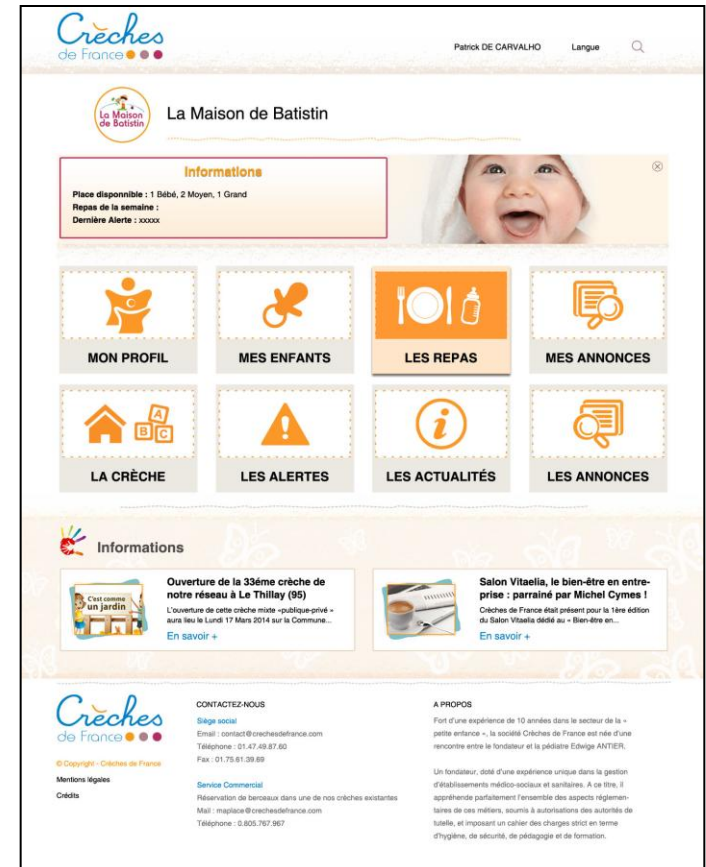 Crèches
de France
Patrick DE CARVALHO
Langue
La Maison
de Batistin
La Maison de Batistin
Informations
Place disponnible : 1 Bébé, 2 Moyen, 1 Grand
Repas de la semaine :
Dernière Alerte : xxxxx
MON PROFIL
MES ENFANTS
LES REPAS
MES ANNONCES
A
B C
LA CRÈCHE
LES ALERTES
LES ACTUALITÉS
LES ANNONCES
Informations
C'est comme
un jardin
Ouverture de la 33éme crèche de
notre réseau à Le Thillay (95)
L'ouverture de cette crèche mixte «publique-privé »
aura lieu le Lundi 17 Mars 2014 sur la Commune...
En savoir +
Salon Vitaelia, le bien-être en entre-
prise : parrainé par Michel Cymes !
Crèches de France était présent pour la 1ère édition
du Salon Vitaelia dédié au « Bien-être en...
En savoir +
Crèches
de France
© Copyright - Crèches de France
Mentions légales
Crédits
CONTACTEZ-NOUS
Siège social
Email : contact@crechesdefrance.com
Téléphone : 01.47.49.87.60
Fax : 01.75.61.39.69
Service Commercial
Réservation de berceaux dans une de nos crèches existantes
Mail : maplace@crechesdefrance.com
Téléphone : 0.805.767.967
A PROPOS
Fort d'une expérience de 10 années dans le secteur de la «
petite enfance », la société Crèches de France est née d'une
rencontre entre le fondateur et la pédiatre Edwige ANTIER.
Un fondateur, doté d'une expérience unique dans la gestion
d'établissements médico-sociaux et sanitaires. A ce titre, il
appréhende parfaitement l'ensemble des aspects réglemen-
taires de ces métiers, soumis à autorisations des autorités de
tutelle, et imposant un cahier des charges strict en terme
d'hygiène, de sécurité, de pédagogie et de formation.